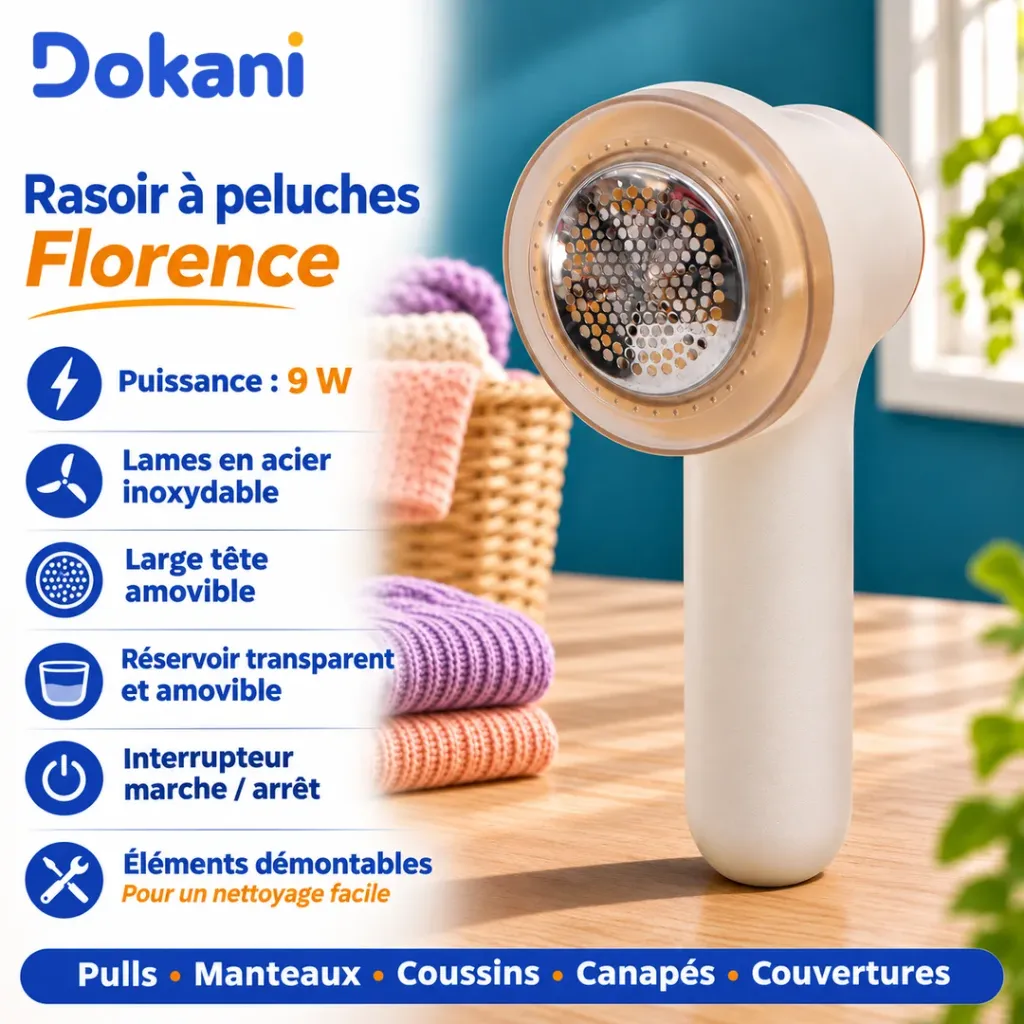 Dokani
Rasoir à peluches
Florence
Puissance : 9 W
Lames en acier
inoxydable
Large tête
amovible
Réservoir transparent
et amovible
Interrupteur
marche / arrêt
Éléments démontables
Pour un nettoyage facile
Pulls • Manteaux • Coussins • Canapés • Couvertures